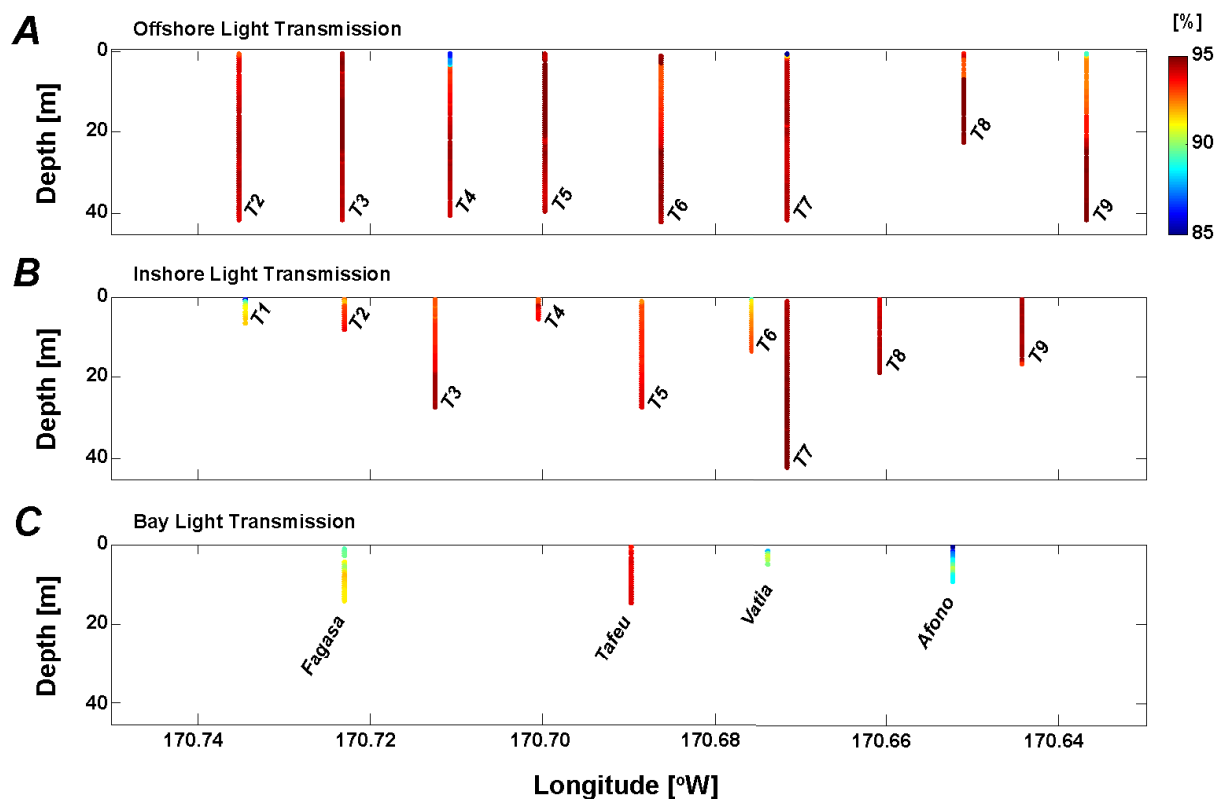 A
Offshore Light Transmission
[%]
0
20
40
Depth [m]
T2
T3
T4
T5
T6
T7
T8
T9
95
90
85
B
Inshore Light Transmission
0
20
40
Depth [m]
T1
T2
T3
T4
T5
T6
T7
T8
T9
C
Bay Light Transmission
0
20
40
Depth [m]
Fagasa
Tafeu
Vatia
Afono
170.74
170.72
170.70
170.68
170.66
170.64
Longitude [ºW]